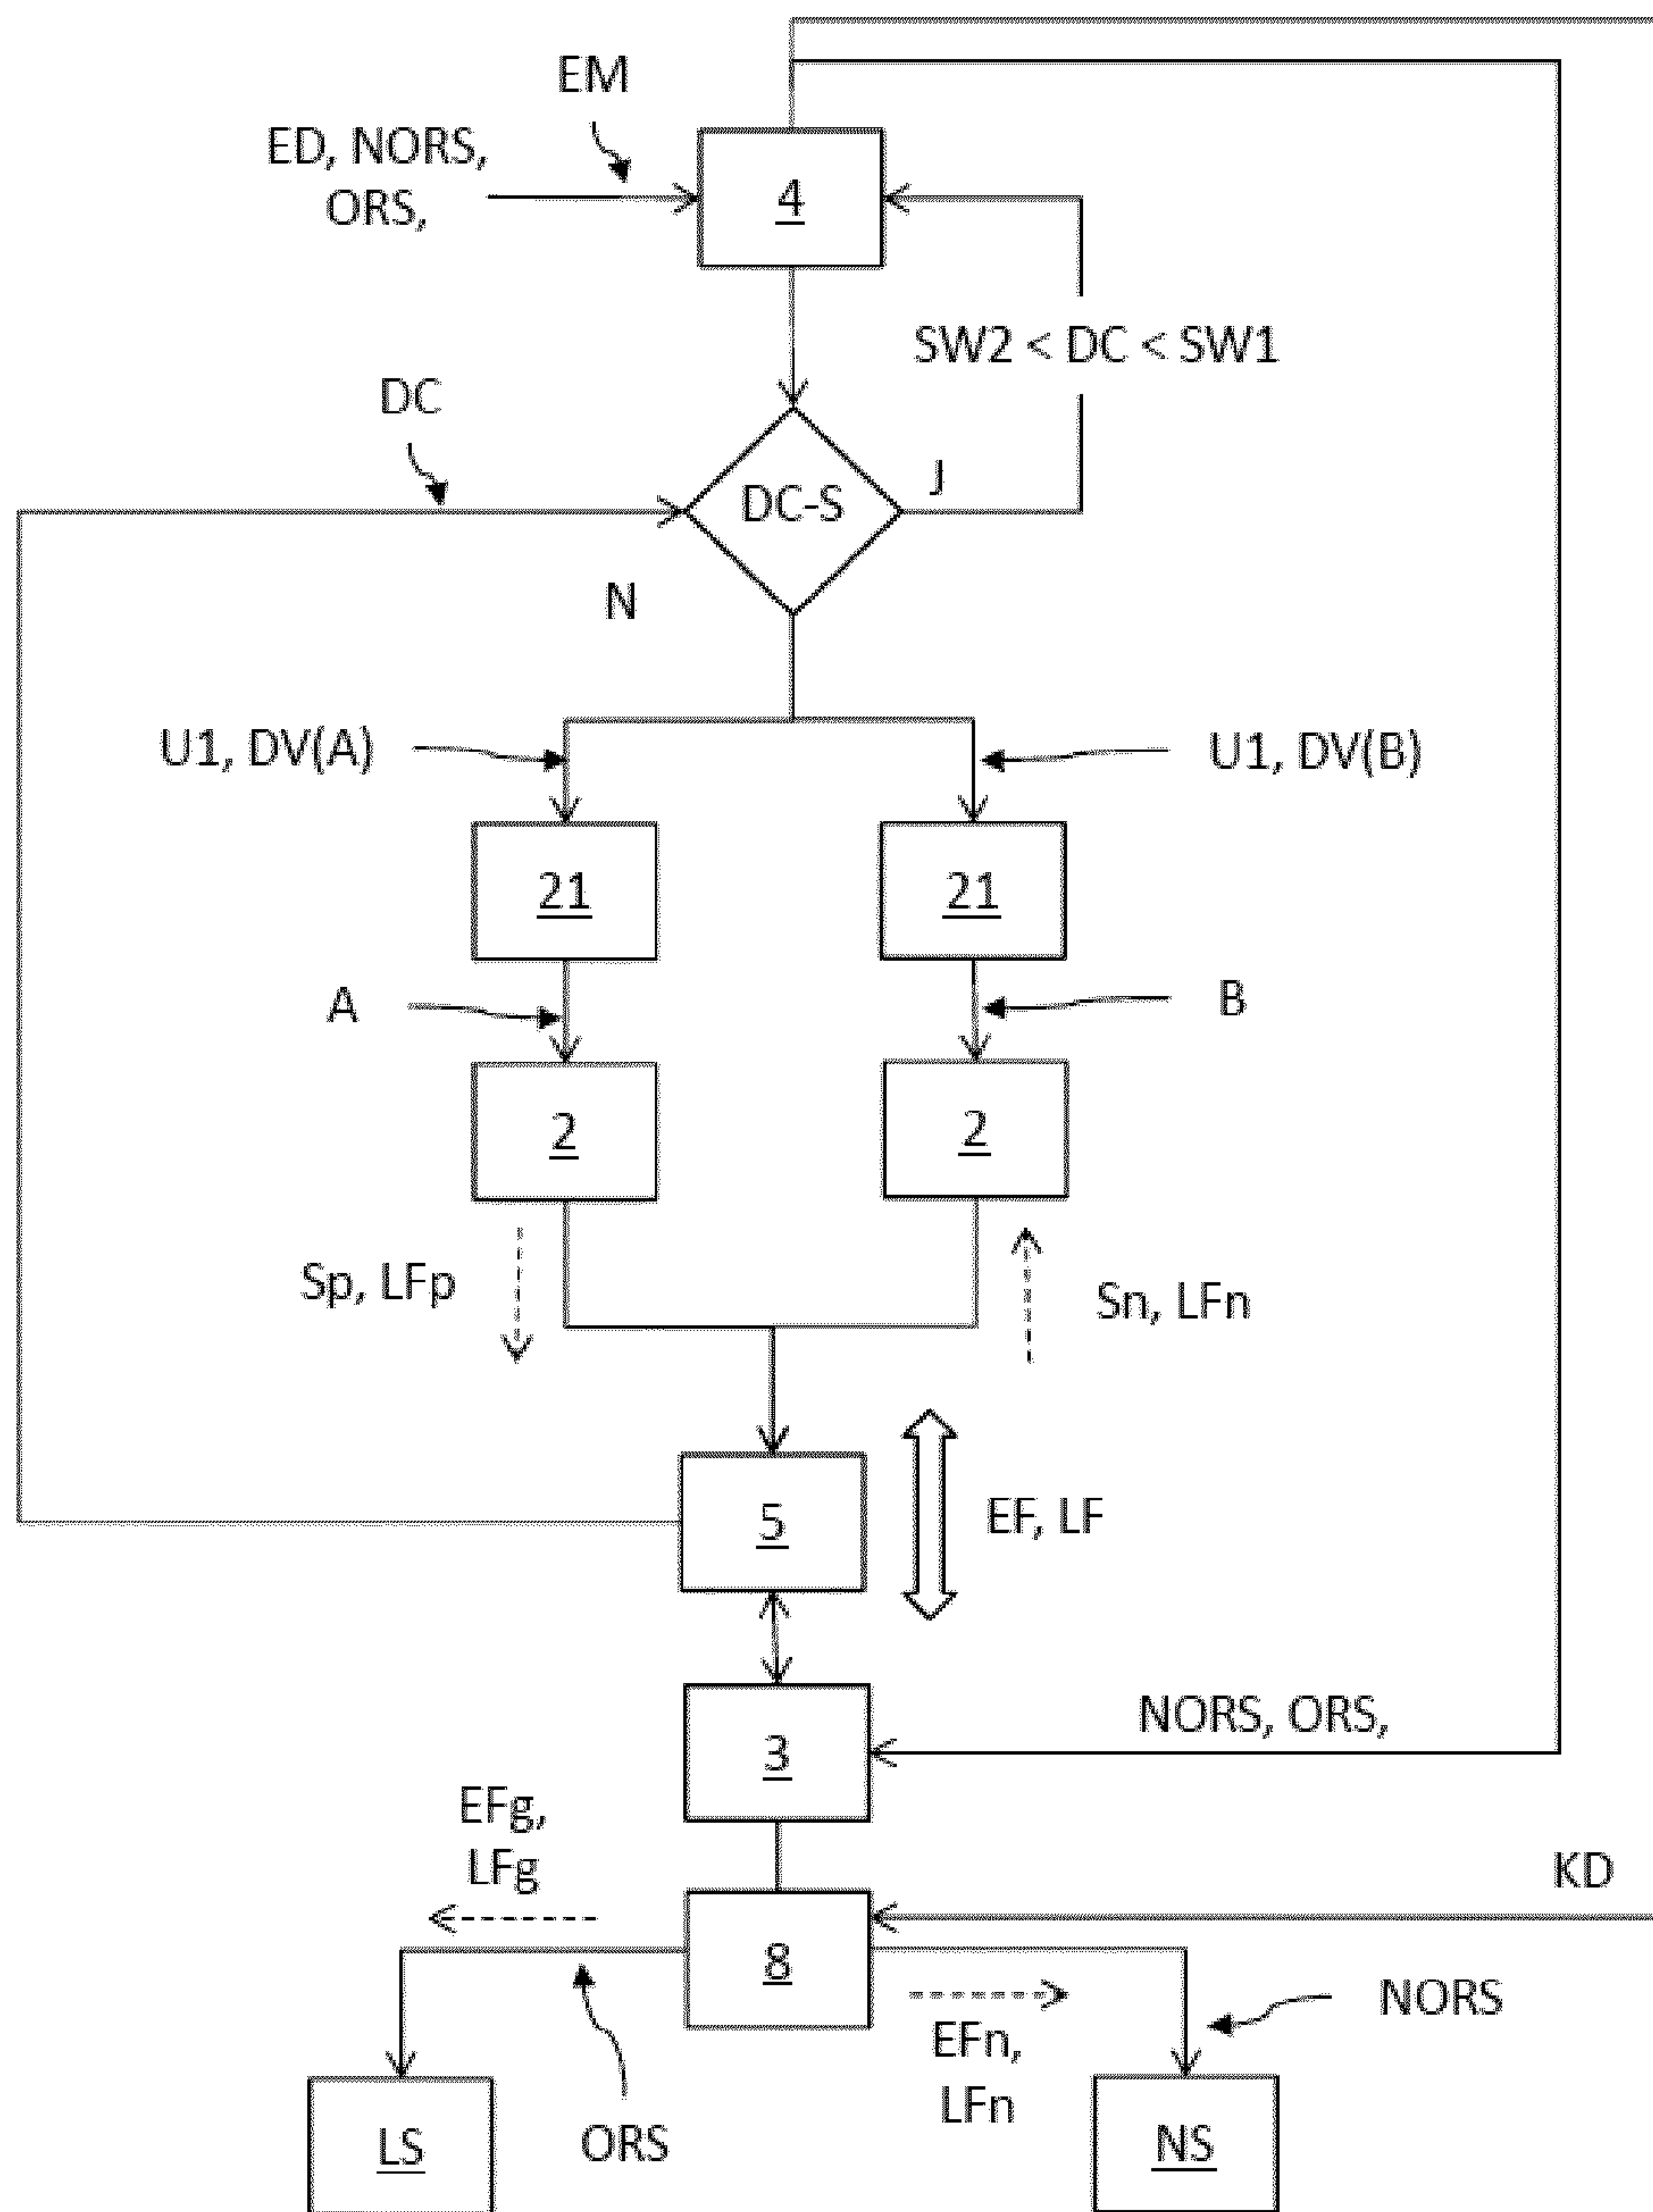 EM
ED, NORS,
ORS,
4
SW2 < DC < SW1
DC
DC-S
J
N
U1, DV(A)
U1, DV(B)
21
21
A
B
2
2
Sp, LFp
Sn, LFn
5
EF, LF
NORS, ORS,
3
EFg,
LFg
KD
8
NORS
EFn,
LFn
ORS
LS
NS